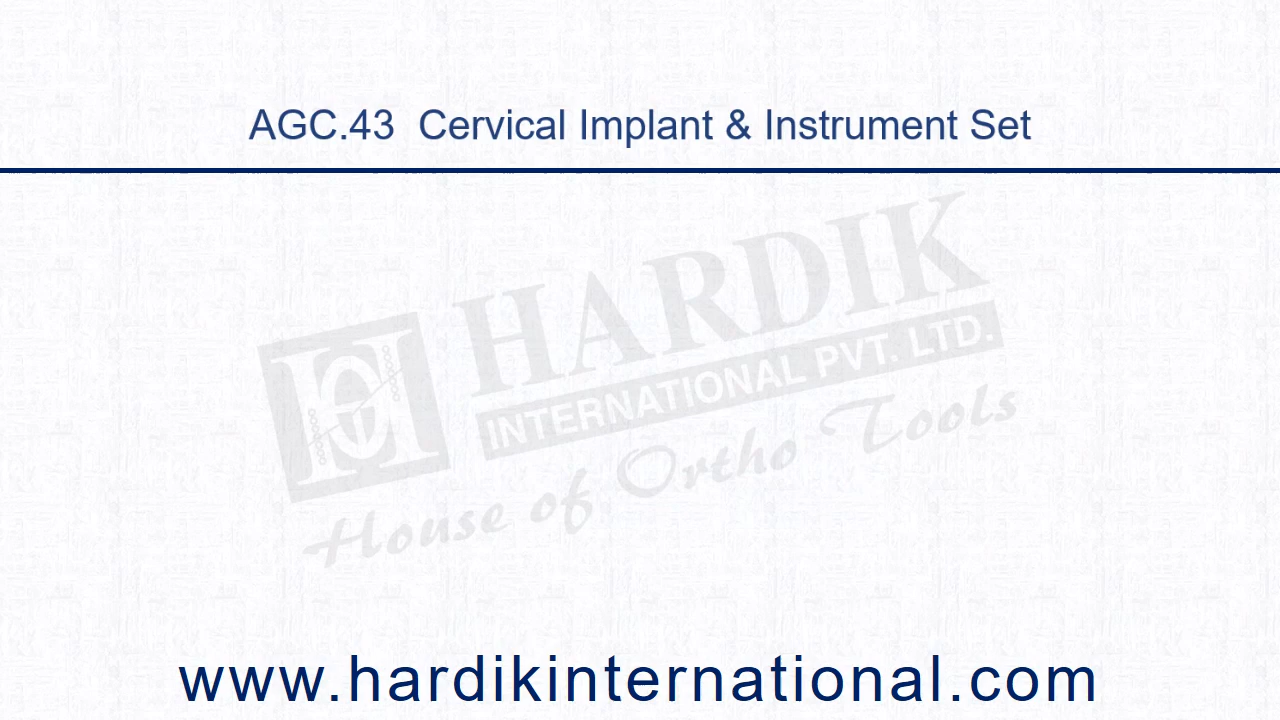 AGC.43  Cervical Implant & Instrument Set
HARDIK
INTERNATIONAL PVT. LTD.
House of Ortho Tools
www.hardikinternational.com